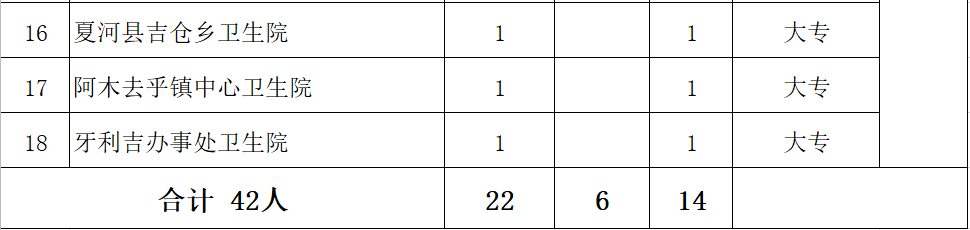 16 夏河县吉仓乡卫生院 1 1 大专
17 阿木去乎镇中心卫生院 1 1 大专
18 牙利吉办事处卫生院 1 1 大专
合计 42人 22 6 14